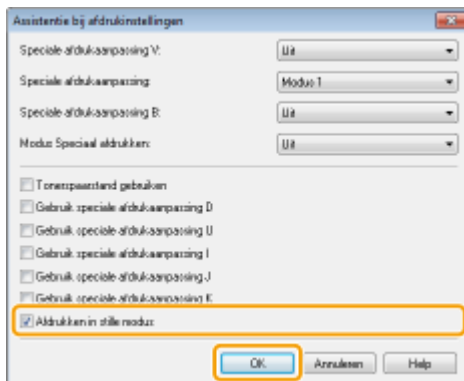 Assistentie bij afdrukinstellingen
Speciale afdrukaanpassing V: Uit
Speciale afdrukaanpassing: Modus 1
Speciale afdrukaanpassing B: Uit
Modus Speciaal afdrukken: Uit
Tonerspaarstand gebruiken
Gebruik speciale afdrukaanpassing D
Gebruik speciale afdrukaanpassing U
Gebruik speciale afdrukaanpassing I
Gebruik speciale afdrukaanpassing J
Gebruik speciale afdrukaanpassing K
Afdrukken in stille modus
OK Annuleren Help